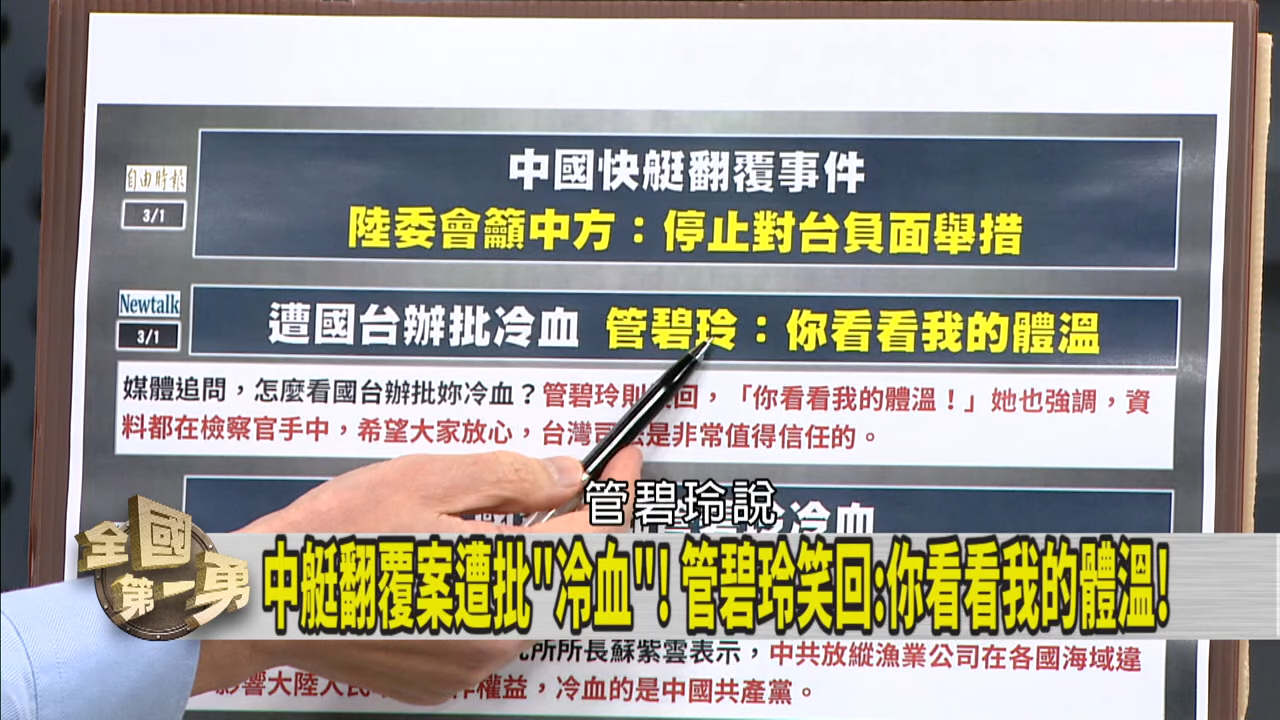 自由時報
3/1
中國快艇翻覆事件
陸委會籲中方：停止對台負面舉措
Newtalk
3/1
遭國台辦批冷血 管碧玲：你看看我的體溫
媒體追問，怎麼看國台辦批妳冷血？管碧玲則回，「你看看我的體溫！」她也強調，資
料都在檢察官手中，希望大家放心，台灣司是非常值得信任的。
冷血
管碧玲說
全國第一勇
中艇翻覆案遭批"冷血"! 管碧玲笑回:你看看我的體溫!
所所長蘇紫雲表示，中共放縱漁業公司在各國海域違
影響大陸人民權益，冷血的是中國共產黨。